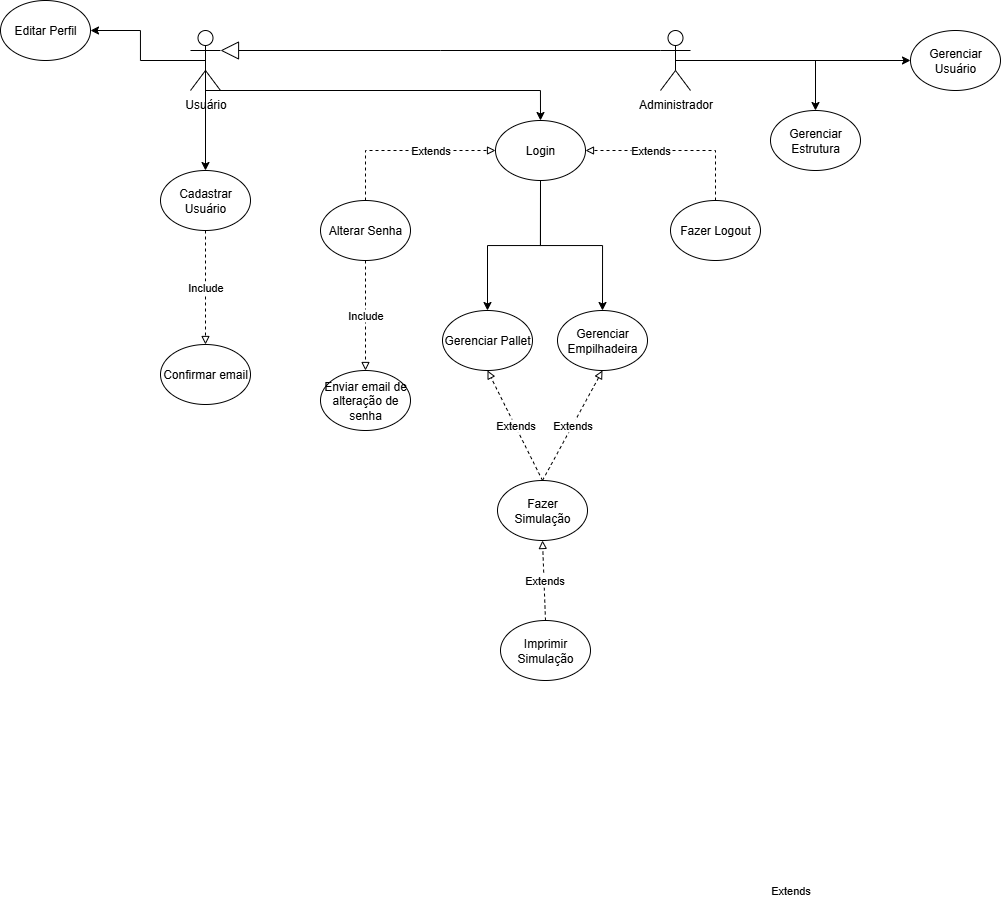 Editar Perfil
Gerenciar
Usuário
Usuário
Administrador
Gerenciar
Estrutura
Extends
Login
Extends
Cadastrar
Usuário
Alterar Senha
Fazer Logout
Include
Include
Gerenciar Pallet
Gerenciar
Empilhadeira
Confirmar email
Enviar email de
alteração de
senha
Extends
Extends
Fazer
Simulação
Extends
Imprimir
Simulação
Extends